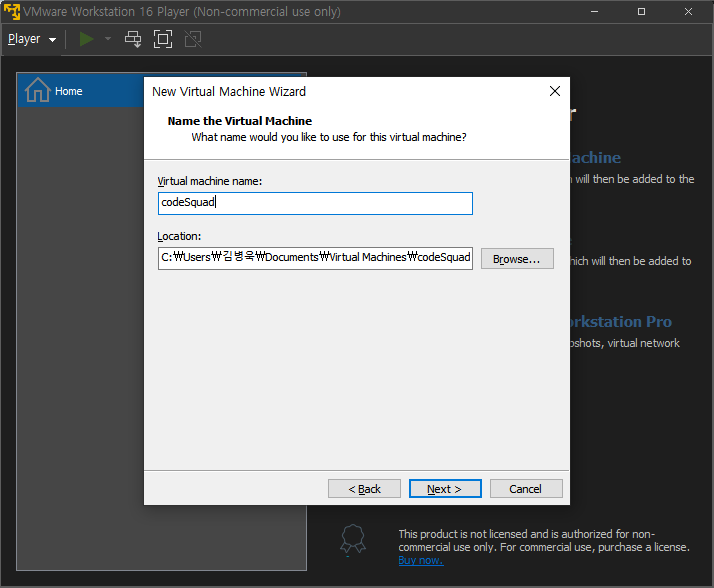 VMware Workstation 16 Player (Non-commercial use only)
Player
Home
New Virtual Machine Wizard
Name the Virtual Machine
What name would you like to use for this virtual machine?
Virtual machine name:
codeSquad
Location:
C:₩Users₩김병욱₩Documents₩Virtual Machines₩codeSquad
Browse...
< Back
Next >
Cancel
achine
will then be added to the
hich will then be added to
rkstation Pro
pshots, virtual network
This product is not licensed and is authorized for non-
commercial use only. For commercial use, purchase a license.
Buy now.